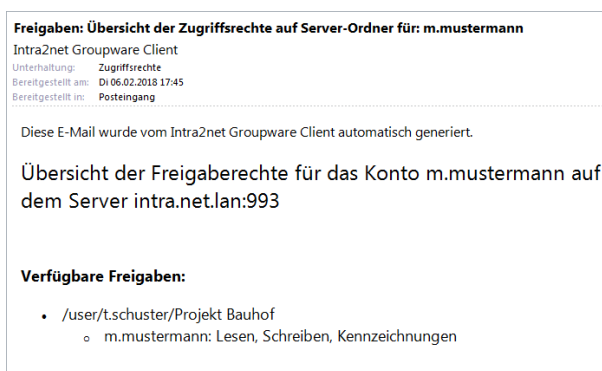 Freigaben: Übersicht der Zugriffsrechte auf Server-Ordner für: m.mustermann
Intra2net Groupware Client
Unterhaltung: Zugriffsrechte
Bereitgestellt am: Di 06.02.2018 17:45
Bereitgestellt in: Posteingang
Diese E-Mail wurde vom Intra2net Groupware Client automatisch generiert.
Übersicht der Freigaberechte für das Konto m.mustermann auf
dem Server intra.net.lan:993
Verfügbare Freigaben:
• /user/t.schuster/Projekt Bauhof
o m.mustermann: Lesen, Schreiben, Kennzeichnungen